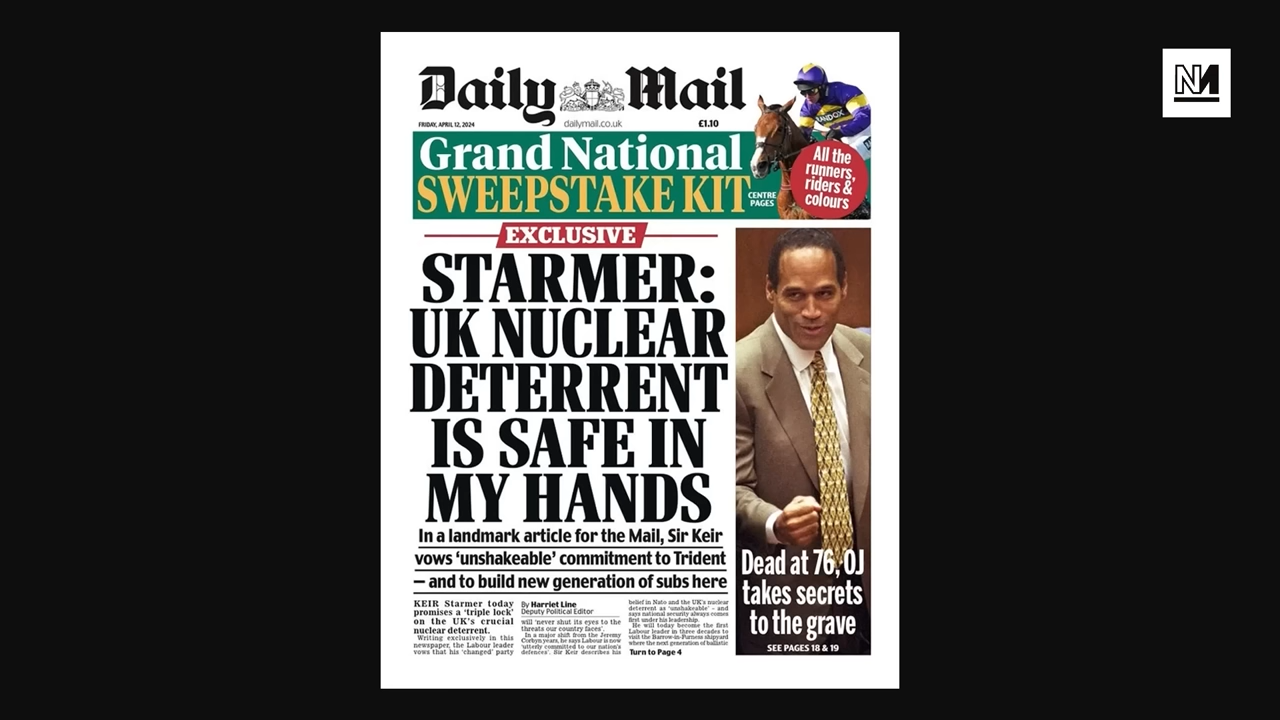 NM
Daily Mail
FRIDAY, APRIL 12, 2024
dailymail.co.uk
£1.10
Grand National
SWEEPSTAKE KIT
CENTRE
PAGES
RANDOX
All the
runners,
riders &
colours
EXCLUSIVE
STARMER:
UK NUCLEAR
DETERRENT
IS SAFE IN
MY HANDS
In a landmark article for the Mail, Sir Keir
vows ‘unshakeable’ commitment to Trident
– and to build new generation of subs here
KEIR Starmer today
promises a ‘triple lock’
on the UK’s crucial
nuclear deterrent.
Writing exclusively in this
newspaper, the Labour leader
vows that his ‘changed’ party
By Harriet Line
Deputy Political Editor
will ‘never shut its eyes to the
threats our country faces’.
In a major shift from the Jeremy
Corbyn years, he says Labour is now
‘utterly committed to our nation’s
defences’. Sir Keir describes his
belief in Nato and the UK’s nuclear
deterrent as ‘unshakeable’ – and
says national security always comes
first under his leadership.
He will today become the first
Labour leader in three decades to
visit the Barrow-in-Furness shipyard
where the next generation of ballistic
Turn to Page 4
Dead at 76, OJ
takes secrets
to the grave
SEE PAGES 18 & 19